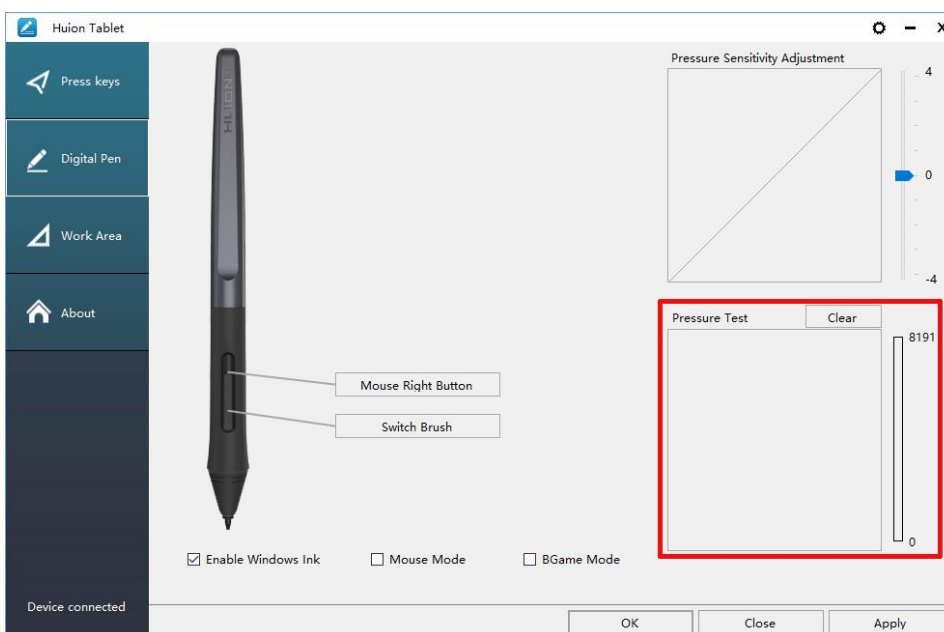 Huion Tablet
Press keys
Digital Pen
Work Area
About
Device connected
HUION
Mouse Right Button
Switch Brush
Enable Windows Ink
Mouse Mode
BGame Mode
Pressure Sensitivity Adjustment
4
0
-4
Pressure Test
Clear
8191
0
OK
Close
Apply